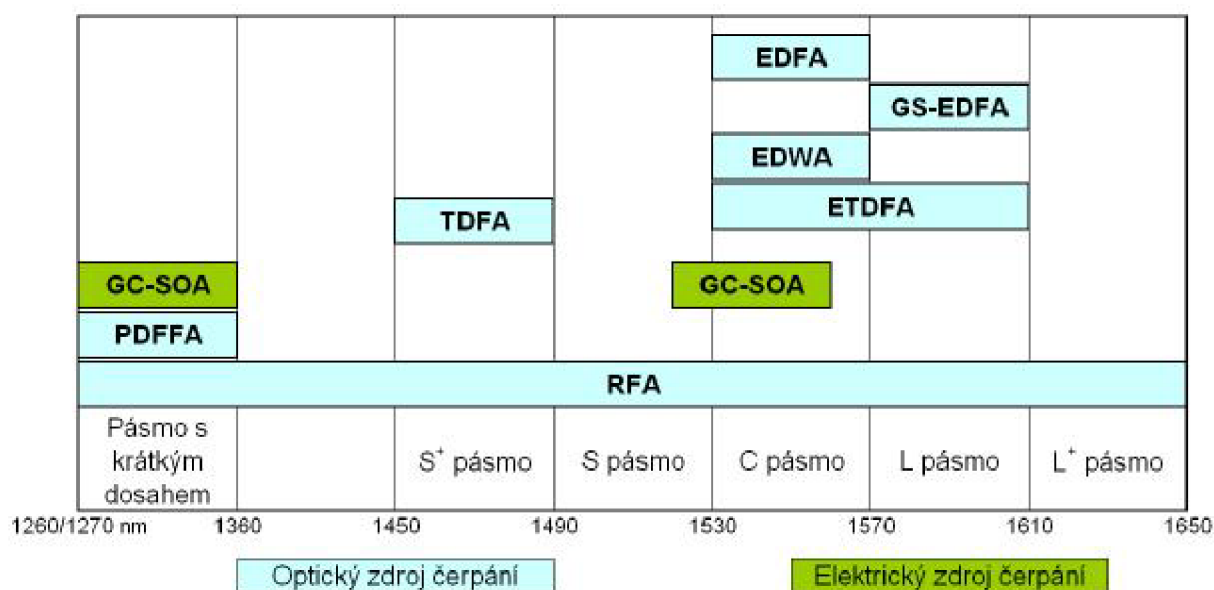 EDFA
GS-EDFA
EDWA
ETDFA
TDFA
GC-SOA
GC-SOA
PDFFA
RFA
Pásmo s
krátkým
dosahem
S⁺ pásmo
S pásmo
C pásmo
L pásmo
L⁺ pásmo
1260/1270 nm
1360
1450
1490
1530
1570
1610
1650
Optický zdroj čerpání
Elektrický zdroj čerpání